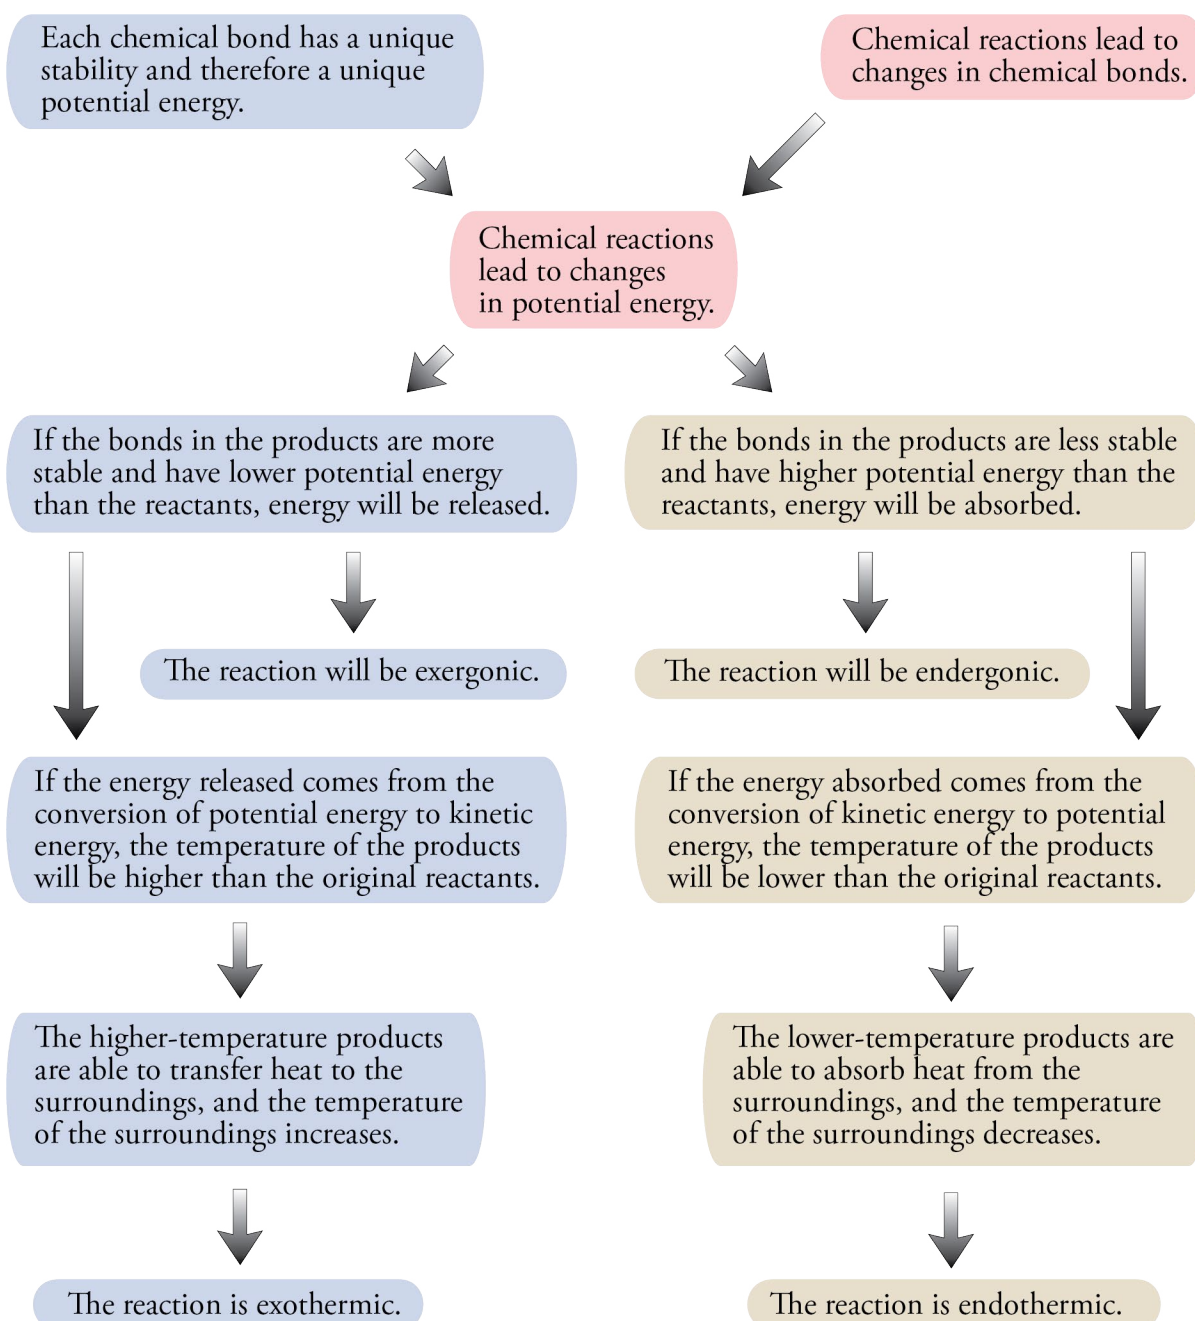 Each chemical bond has a unique
stability and therefore a unique
potential energy.
Chemical reactions lead to
changes in chemical bonds.
Chemical reactions
lead to changes
in potential energy.
If the bonds in the products are more
stable and have lower potential energy
than the reactants, energy will be released.
If the bonds in the products are less stable
and have higher potential energy than the
reactants, energy will be absorbed.
The reaction will be exergonic.
The reaction will be endergonic.
If the energy released comes from the
conversion of potential energy to kinetic
energy, the temperature of the products
will be higher than the original reactants.
If the energy absorbed comes from the
conversion of kinetic energy to potential
energy, the temperature of the products
will be lower than the original reactants.
The higher-temperature products
are able to transfer heat to the
surroundings, and the temperature
of the surroundings increases.
The lower-temperature products are
able to absorb heat from the
surroundings, and the temperature
of the surroundings decreases.
The reaction is exothermic.
The reaction is endothermic.